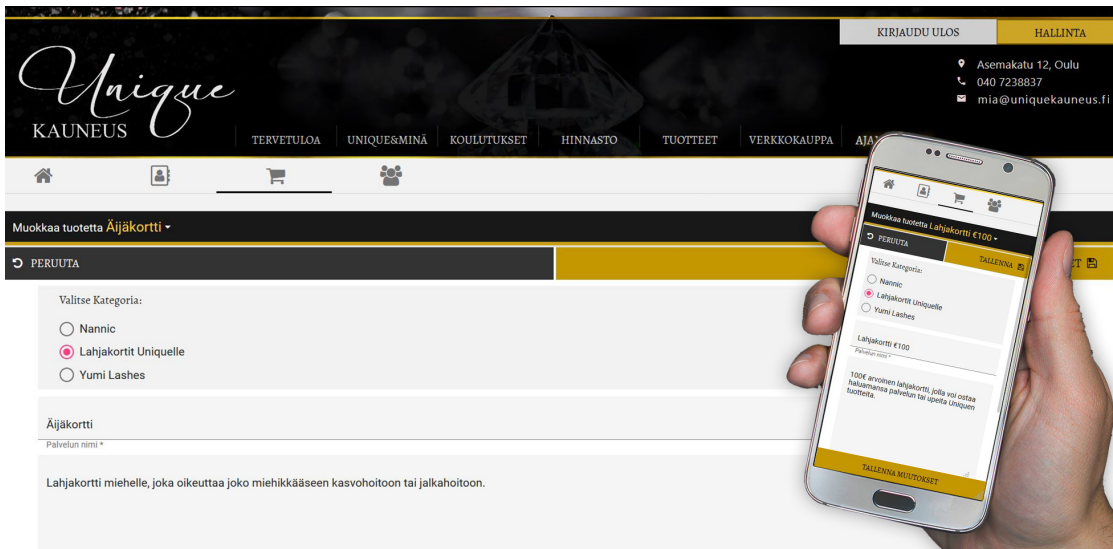 KIRJAUDU ULOS
HALLINTA
Unique
KAUNEUS
Asemakatu 12, Oulu
040 7238837
mia@uniquekauneus.fi
TERVETULOA
UNIQUE&MINÄ
KOULUTUKSET
HINNASTO
TUOTTEET
VERKKOKAUPPA
Muokkaa tuotetta Äijäkortti
PERUUTA
Valitse Kategoria:
Nannic
Lahjakortit Uniquelle
Yumi Lashes
Äijäkortti
Palvelun nimi *
Lahjakortti miehelle, joka oikeuttaa joko miehikkääseen kasvohoitoon tai jalkahoitoon.
Muokkaa tuotetta Lahjakortti €100
PERUUTA
TALLENNA
Valitse Kategoria:
Nannic
Lahjakortit Uniquelle
Yumi Lashes
Lahjakortti €100
Palvelun nimi *
100€ arvoinen lahjakortti, jolla voi ostaa
haluamansa palvelun tai upeita Uniquen
tuotteita.
TALLENNA MUUTOKSET